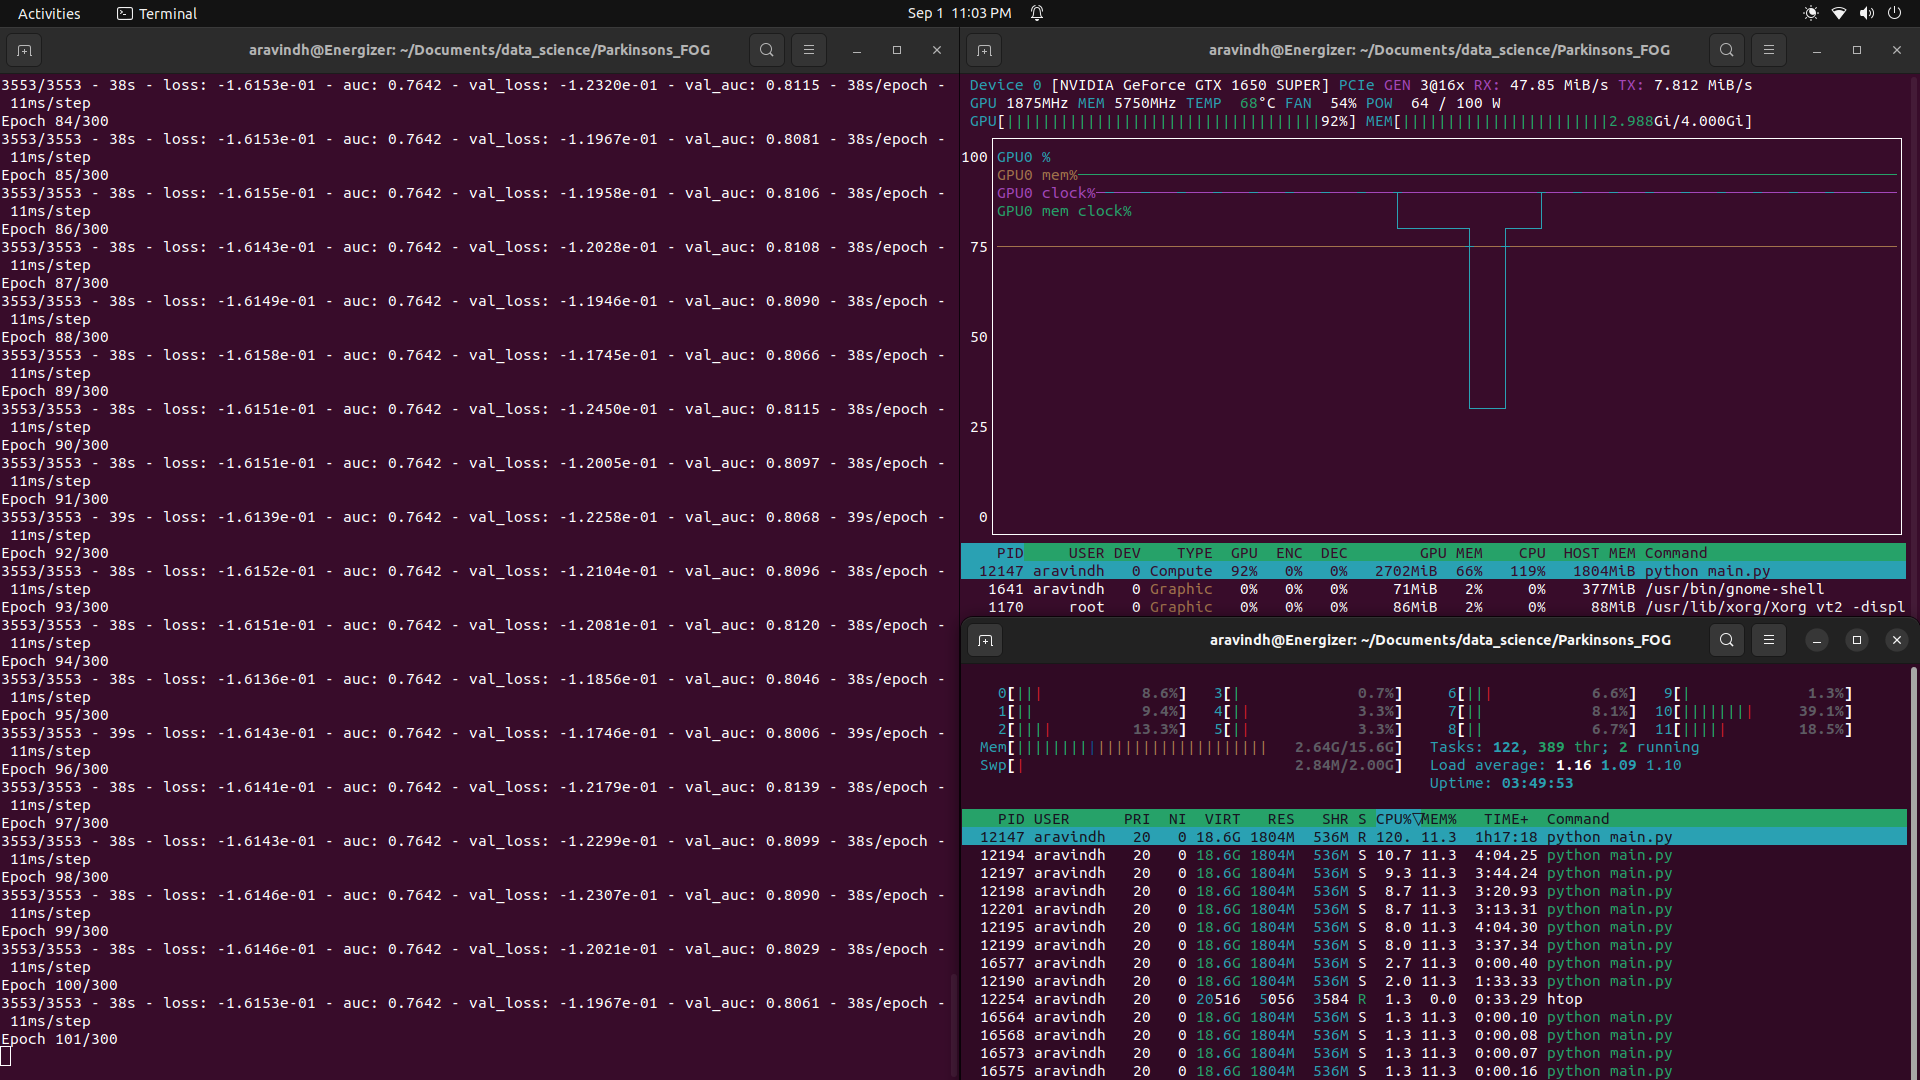 Activities
Terminal
Sep 1 11:03 PM
aravindh@Energizer: ~/Documents/data_science/Parkinsons_FOG
3553/3553 - 38s - loss: -1.6153e-01 - auc: 0.7642 - val_loss: -1.2320e-01 - val_auc: 0.8115 - 38s/epoch -
11ms/step
Epoch 84/300
3553/3553 - 38s - loss: -1.6153e-01 - auc: 0.7642 - val_loss: -1.1967e-01 - val_auc: 0.8081 - 38s/epoch -
11ms/step
Epoch 85/300
3553/3553 - 38s - loss: -1.6155e-01 - auc: 0.7642 - val_loss: -1.1958e-01 - val_auc: 0.8106 - 38s/epoch -
11ms/step
Epoch 86/300
3553/3553 - 38s - loss: -1.6143e-01 - auc: 0.7642 - val_loss: -1.2028e-01 - val_auc: 0.8108 - 38s/epoch -
11ms/step
Epoch 87/300
3553/3553 - 38s - loss: -1.6149e-01 - auc: 0.7642 - val_loss: -1.1946e-01 - val_auc: 0.8090 - 38s/epoch -
11ms/step
Epoch 88/300
3553/3553 - 38s - loss: -1.6158e-01 - auc: 0.7642 - val_loss: -1.1745e-01 - val_auc: 0.8066 - 38s/epoch -
11ms/step
Epoch 89/300
3553/3553 - 38s - loss: -1.6151e-01 - auc: 0.7642 - val_loss: -1.2450e-01 - val_auc: 0.8115 - 38s/epoch -
11ms/step
Epoch 90/300
3553/3553 - 38s - loss: -1.6151e-01 - auc: 0.7642 - val_loss: -1.2005e-01 - val_auc: 0.8097 - 38s/epoch -
11ms/step
Epoch 91/300
3553/3553 - 39s - loss: -1.6139e-01 - auc: 0.7642 - val_loss: -1.2258e-01 - val_auc: 0.8068 - 39s/epoch -
11ms/step
Epoch 92/300
3553/3553 - 38s - loss: -1.6152e-01 - auc: 0.7642 - val_loss: -1.2104e-01 - val_auc: 0.8096 - 38s/epoch -
11ms/step
Epoch 93/300
3553/3553 - 38s - loss: -1.6151e-01 - auc: 0.7642 - val_loss: -1.2081e-01 - val_auc: 0.8120 - 38s/epoch -
11ms/step
Epoch 94/300
3553/3553 - 38s - loss: -1.6136e-01 - auc: 0.7642 - val_loss: -1.1856e-01 - val_auc: 0.8046 - 38s/epoch -
11ms/step
Epoch 95/300
3553/3553 - 39s - loss: -1.6143e-01 - auc: 0.7642 - val_loss: -1.1746e-01 - val_auc: 0.8006 - 39s/epoch -
11ms/step
Epoch 96/300
3553/3553 - 38s - loss: -1.6141e-01 - auc: 0.7642 - val_loss: -1.2179e-01 - val_auc: 0.8139 - 38s/epoch -
11ms/step
Epoch 97/300
3553/3553 - 38s - loss: -1.6143e-01 - auc: 0.7642 - val_loss: -1.2299e-01 - val_auc: 0.8099 - 38s/epoch -
11ms/step
Epoch 98/300
3553/3553 - 38s - loss: -1.6146e-01 - auc: 0.7642 - val_loss: -1.2307e-01 - val_auc: 0.8090 - 38s/epoch -
11ms/step
Epoch 99/300
3553/3553 - 38s - loss: -1.6146e-01 - auc: 0.7642 - val_loss: -1.2021e-01 - val_auc: 0.8029 - 38s/epoch -
11ms/step
Epoch 100/300
3553/3553 - 38s - loss: -1.6153e-01 - auc: 0.7642 - val_loss: -1.1967e-01 - val_auc: 0.8061 - 38s/epoch -
11ms/step
Epoch 101/300
aravindh@Energizer: ~/Documents/data_science/Parkinsons_FOG
Device 0 [NVIDIA GeForce GTX 1650 SUPER] PCIe GEN 3@16x RX: 47.85 MiB/s TX: 7.812 MiB/s
GPU 1875MHz MEM 5750MHz TEMP 68°C FAN 54% POW 64 / 100 W
GPU[|||||||||||||||||||||||||||||||||||92%] MEM[|||||||||||||||||||||||2.988Gi/4.000Gi]
100
GPU0 %
GPU0 mem%
GPU0 clock%
GPU0 mem clock%
75
50
25
0
PID USER DEV TYPE GPU ENC DEC GPU MEM CPU HOST MEM Command
12147 aravindh 0 Compute 92% 0% 0% 2702MiB 66% 119% 1804MiB python main.py
1641 aravindh 0 Graphic 0% 0% 0% 71MiB 2% 0% 377MiB /usr/bin/gnome-shell
1170 root 0 Graphic 0% 0% 0% 86MiB 2% 0% 88MiB /usr/lib/xorg/Xorg vt2 -displ
aravindh@Energizer: ~/Documents/data_science/Parkinsons_FOG
0[||| 8.6%] 3[| 0.7%] 6[||| 6.6%] 9[| 1.3%]
1[|| 9.4%] 4[|| 3.3%] 7[|| 8.1%] 10[|||||||| 39.1%]
2[|||| 13.3%] 5[|| 3.3%] 8[|| 6.7%] 11[||||| 18.5%]
Mem[|||||||||||||||||||||||||||| 2.64G/15.6G] Tasks: 122, 389 thr; 2 running
Swp[| 2.84M/2.00G] Load average: 1.16 1.09 1.10
Uptime: 03:49:53
PID USER PRI NI VIRT RES SHR S CPU%▽MEM% TIME+ Command
12147 aravindh 20 0 18.6G 1804M 536M R 120. 11.3 1h17:18 python main.py
12194 aravindh 20 0 18.6G 1804M 536M S 10.7 11.3 4:04.25 python main.py
12197 aravindh 20 0 18.6G 1804M 536M S 9.3 11.3 3:44.24 python main.py
12198 aravindh 20 0 18.6G 1804M 536M S 8.7 11.3 3:20.93 python main.py
12201 aravindh 20 0 18.6G 1804M 536M S 8.7 11.3 3:13.31 python main.py
12195 aravindh 20 0 18.6G 1804M 536M S 8.0 11.3 4:04.30 python main.py
12199 aravindh 20 0 18.6G 1804M 536M S 8.0 11.3 3:37.34 python main.py
16577 aravindh 20 0 18.6G 1804M 536M S 2.7 11.3 0:00.40 python main.py
12190 aravindh 20 0 18.6G 1804M 536M S 2.0 11.3 1:33.33 python main.py
12254 aravindh 20 0 20516 5056 3584 R 1.3 0.0 0:33.29 htop
16564 aravindh 20 0 18.6G 1804M 536M S 1.3 11.3 0:00.10 python main.py
16568 aravindh 20 0 18.6G 1804M 536M S 1.3 11.3 0:00.08 python main.py
16573 aravindh 20 0 18.6G 1804M 536M S 1.3 11.3 0:00.07 python main.py
16575 aravindh 20 0 18.6G 1804M 536M S 1.3 11.3 0:00.16 python main.py